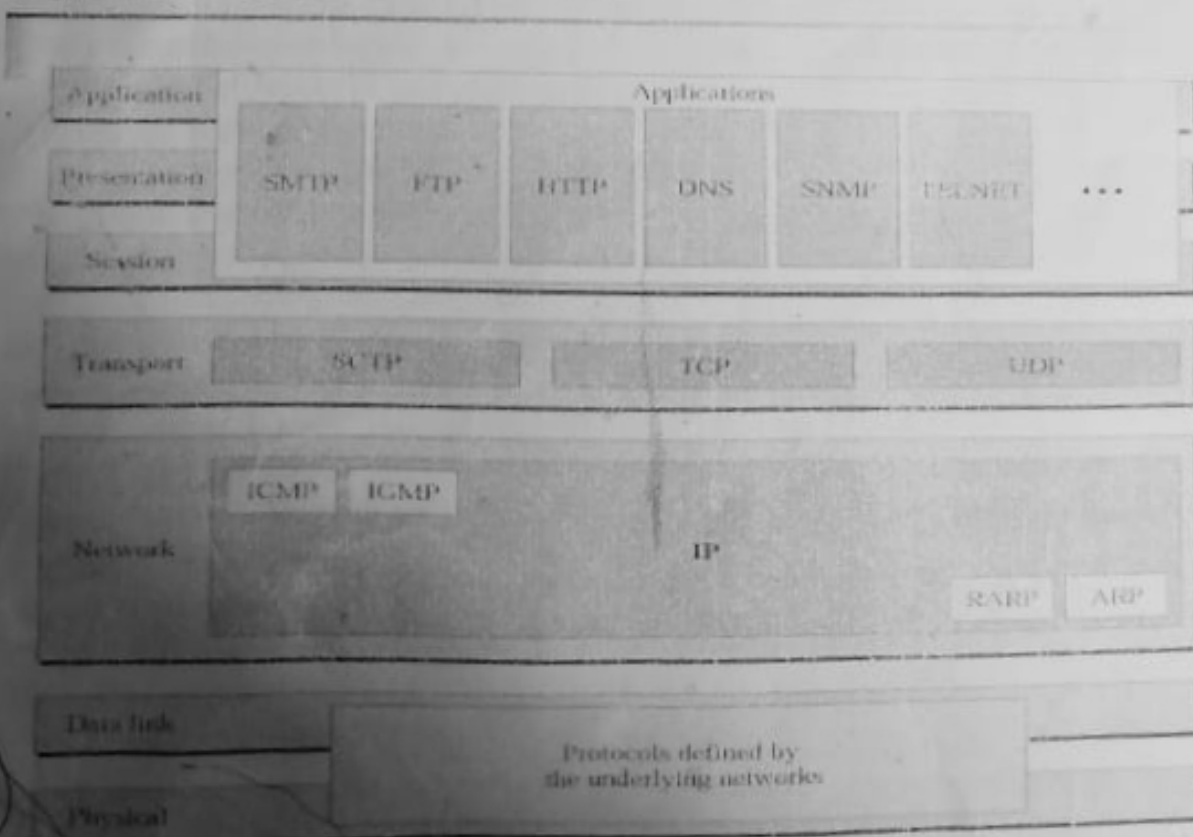 Application
Applications
Presentation
SMTP
FTP
HTTP
DNS
SNMP
TELNET
...
Session
Transport
SCTP
TCP
UDP
Network
ICMP
IGMP
IP
RARP
ARP
Data link
Physical
Protocols defined by
the underlying networks